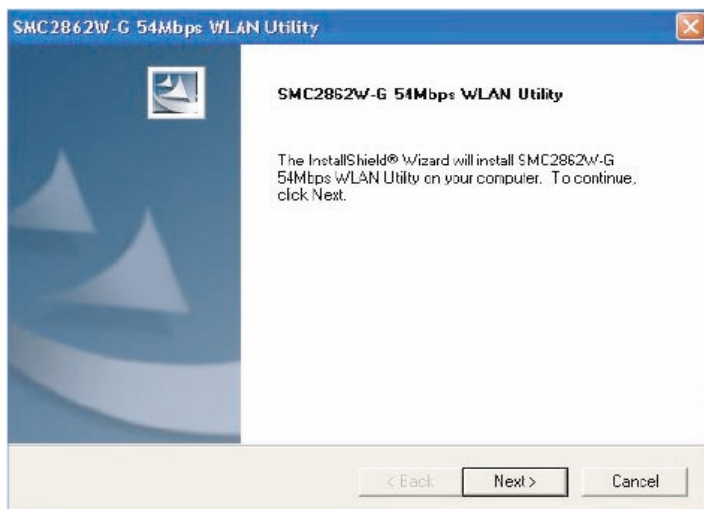 SMC2862W-G 54Mbps WLAN Utility
SMC2862W-G 54Mbps WLAN Utility
The InstallShield® Wizard will install SMC2862W-G
54Mbps WLAN Utilty on your computer. To continue,
click Next.
< Back
Next >
Cancel